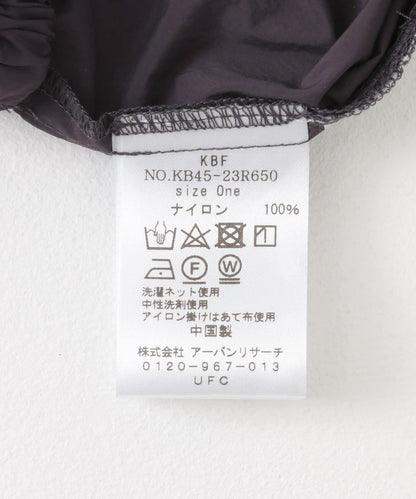 KBF
NO.KB45-23R650
size One
ナイロン 100%
F W
洗濯ネット使用
中性洗剤使用
アイロン掛けはあて布使用
中国製
株式会社 アーバンリサーチ
0120-967-013
UFC